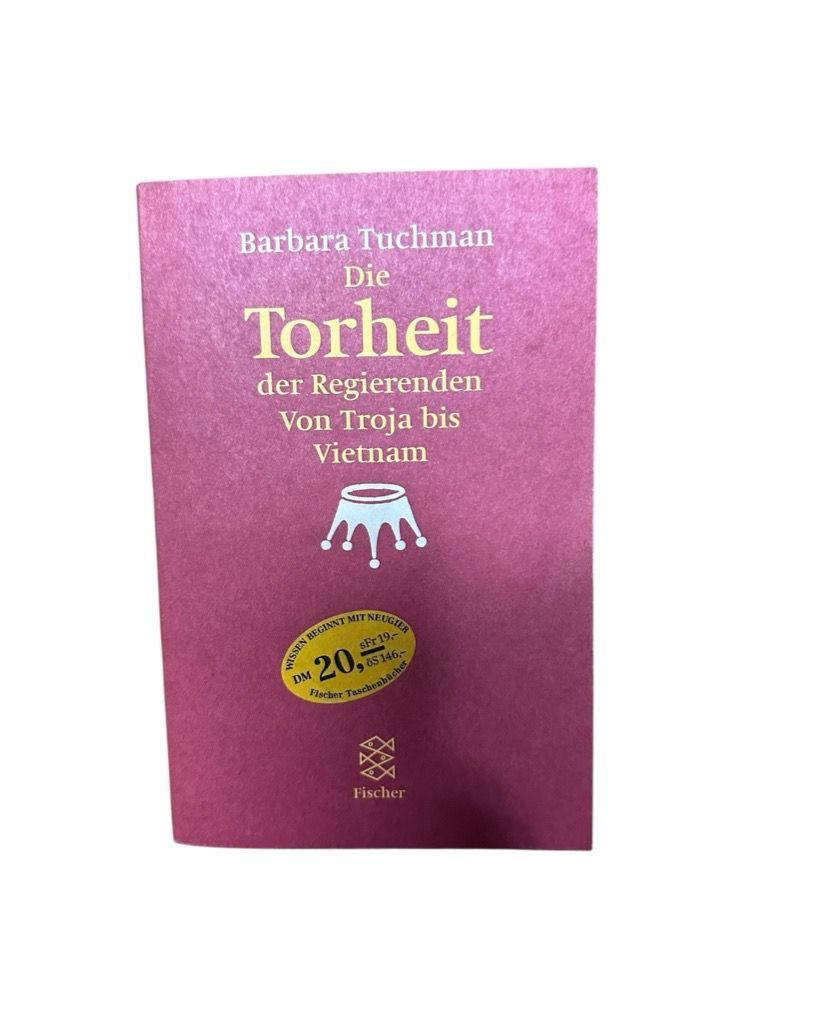 Barbara Tuchman
Die
Torheit
der Regierenden
Von Troja bis
Vietnam
WISSEN BEGINNT MIT NEUGIER
DM 20,– sFr 19,–
öS 146,–
Fischer Taschenbücher
Fischer